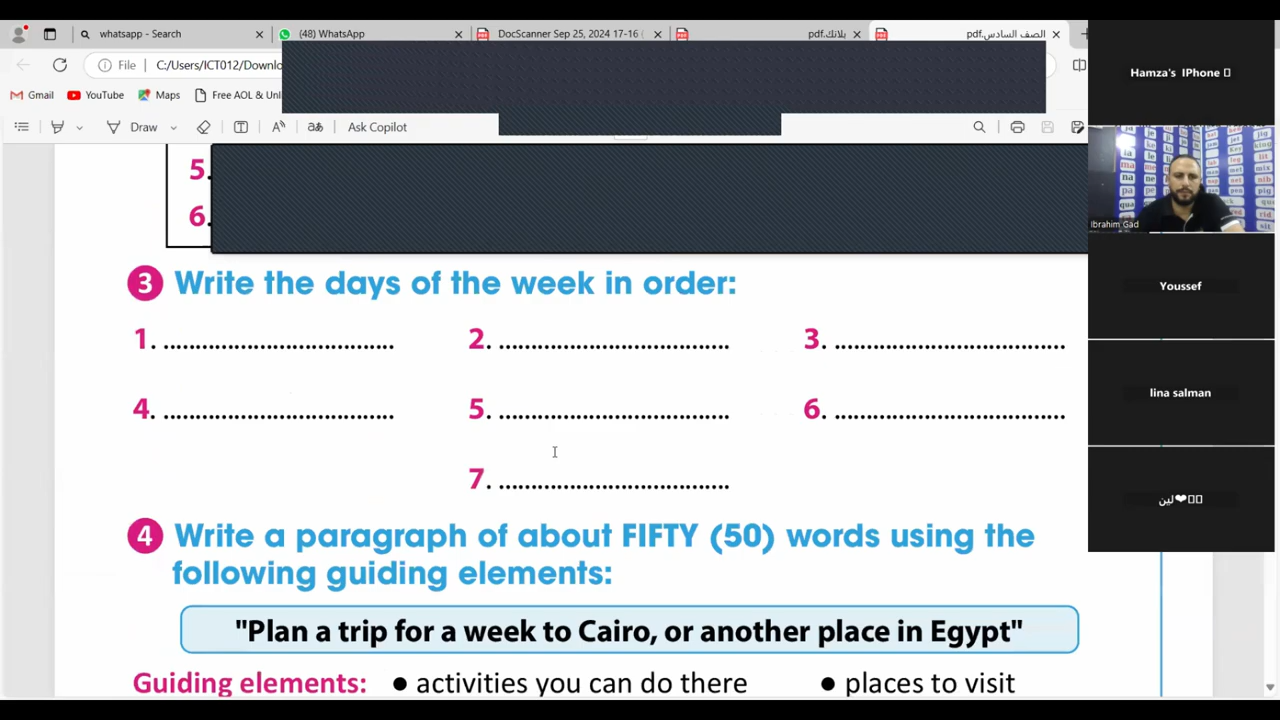 whatsapp - Search
(48) WhatsApp
DocScanner Sep 25, 2024 17-16 (
بلانك.pdf
الصف السادس.pdf
File
C:/Users/ICT012/Downlo
Gmail
YouTube
Maps
Free AOL & Unl
Draw
Ask Copilot
5.
6.
3 Write the days of the week in order:
1. ........................................ 2. ........................................ 3. ........................................
4. ........................................ 5. ........................................ 6. ........................................
7. ........................................
4 Write a paragraph of about FIFTY (50) words using the
following guiding elements:
"Plan a trip for a week to Cairo, or another place in Egypt"
Guiding elements: ● activities you can do there ● places to visit
Hamza's IPhone
Ibrahim Gad
Youssef
lina salman
لين❤